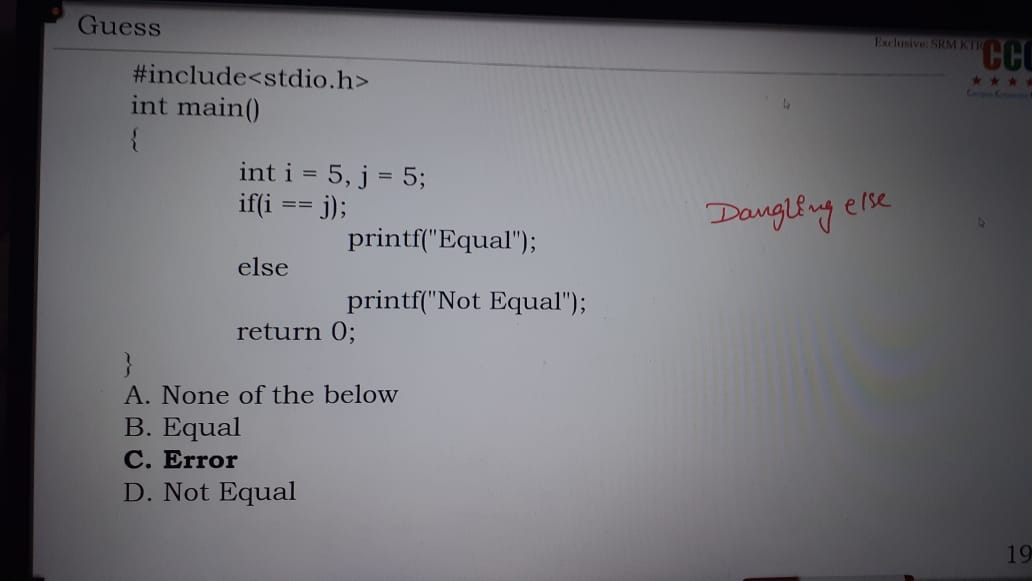 Guess
Exclusive: SRM KTR
CCC
#include<stdio.h>
int main()
{
int i = 5, j = 5;
if(i == j);
Dangling else
printf("Equal");
else
printf("Not Equal");
return 0;
}
A. None of the below
B. Equal
C. Error
D. Not Equal
19